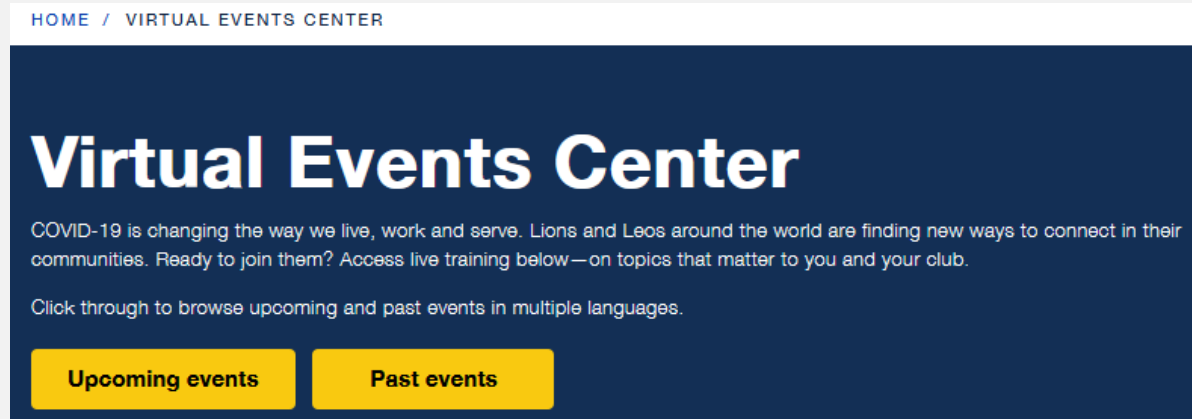 HOME / VIRTUAL EVENTS CENTER
Virtual Events Center
COVID-19 is changing the way we live, work and serve. Lions and Leos around the world are finding new ways to connect in their
communities. Ready to join them? Access live training below—on topics that matter to you and your club.
Click through to browse upcoming and past events in multiple languages.
Upcoming events Past events